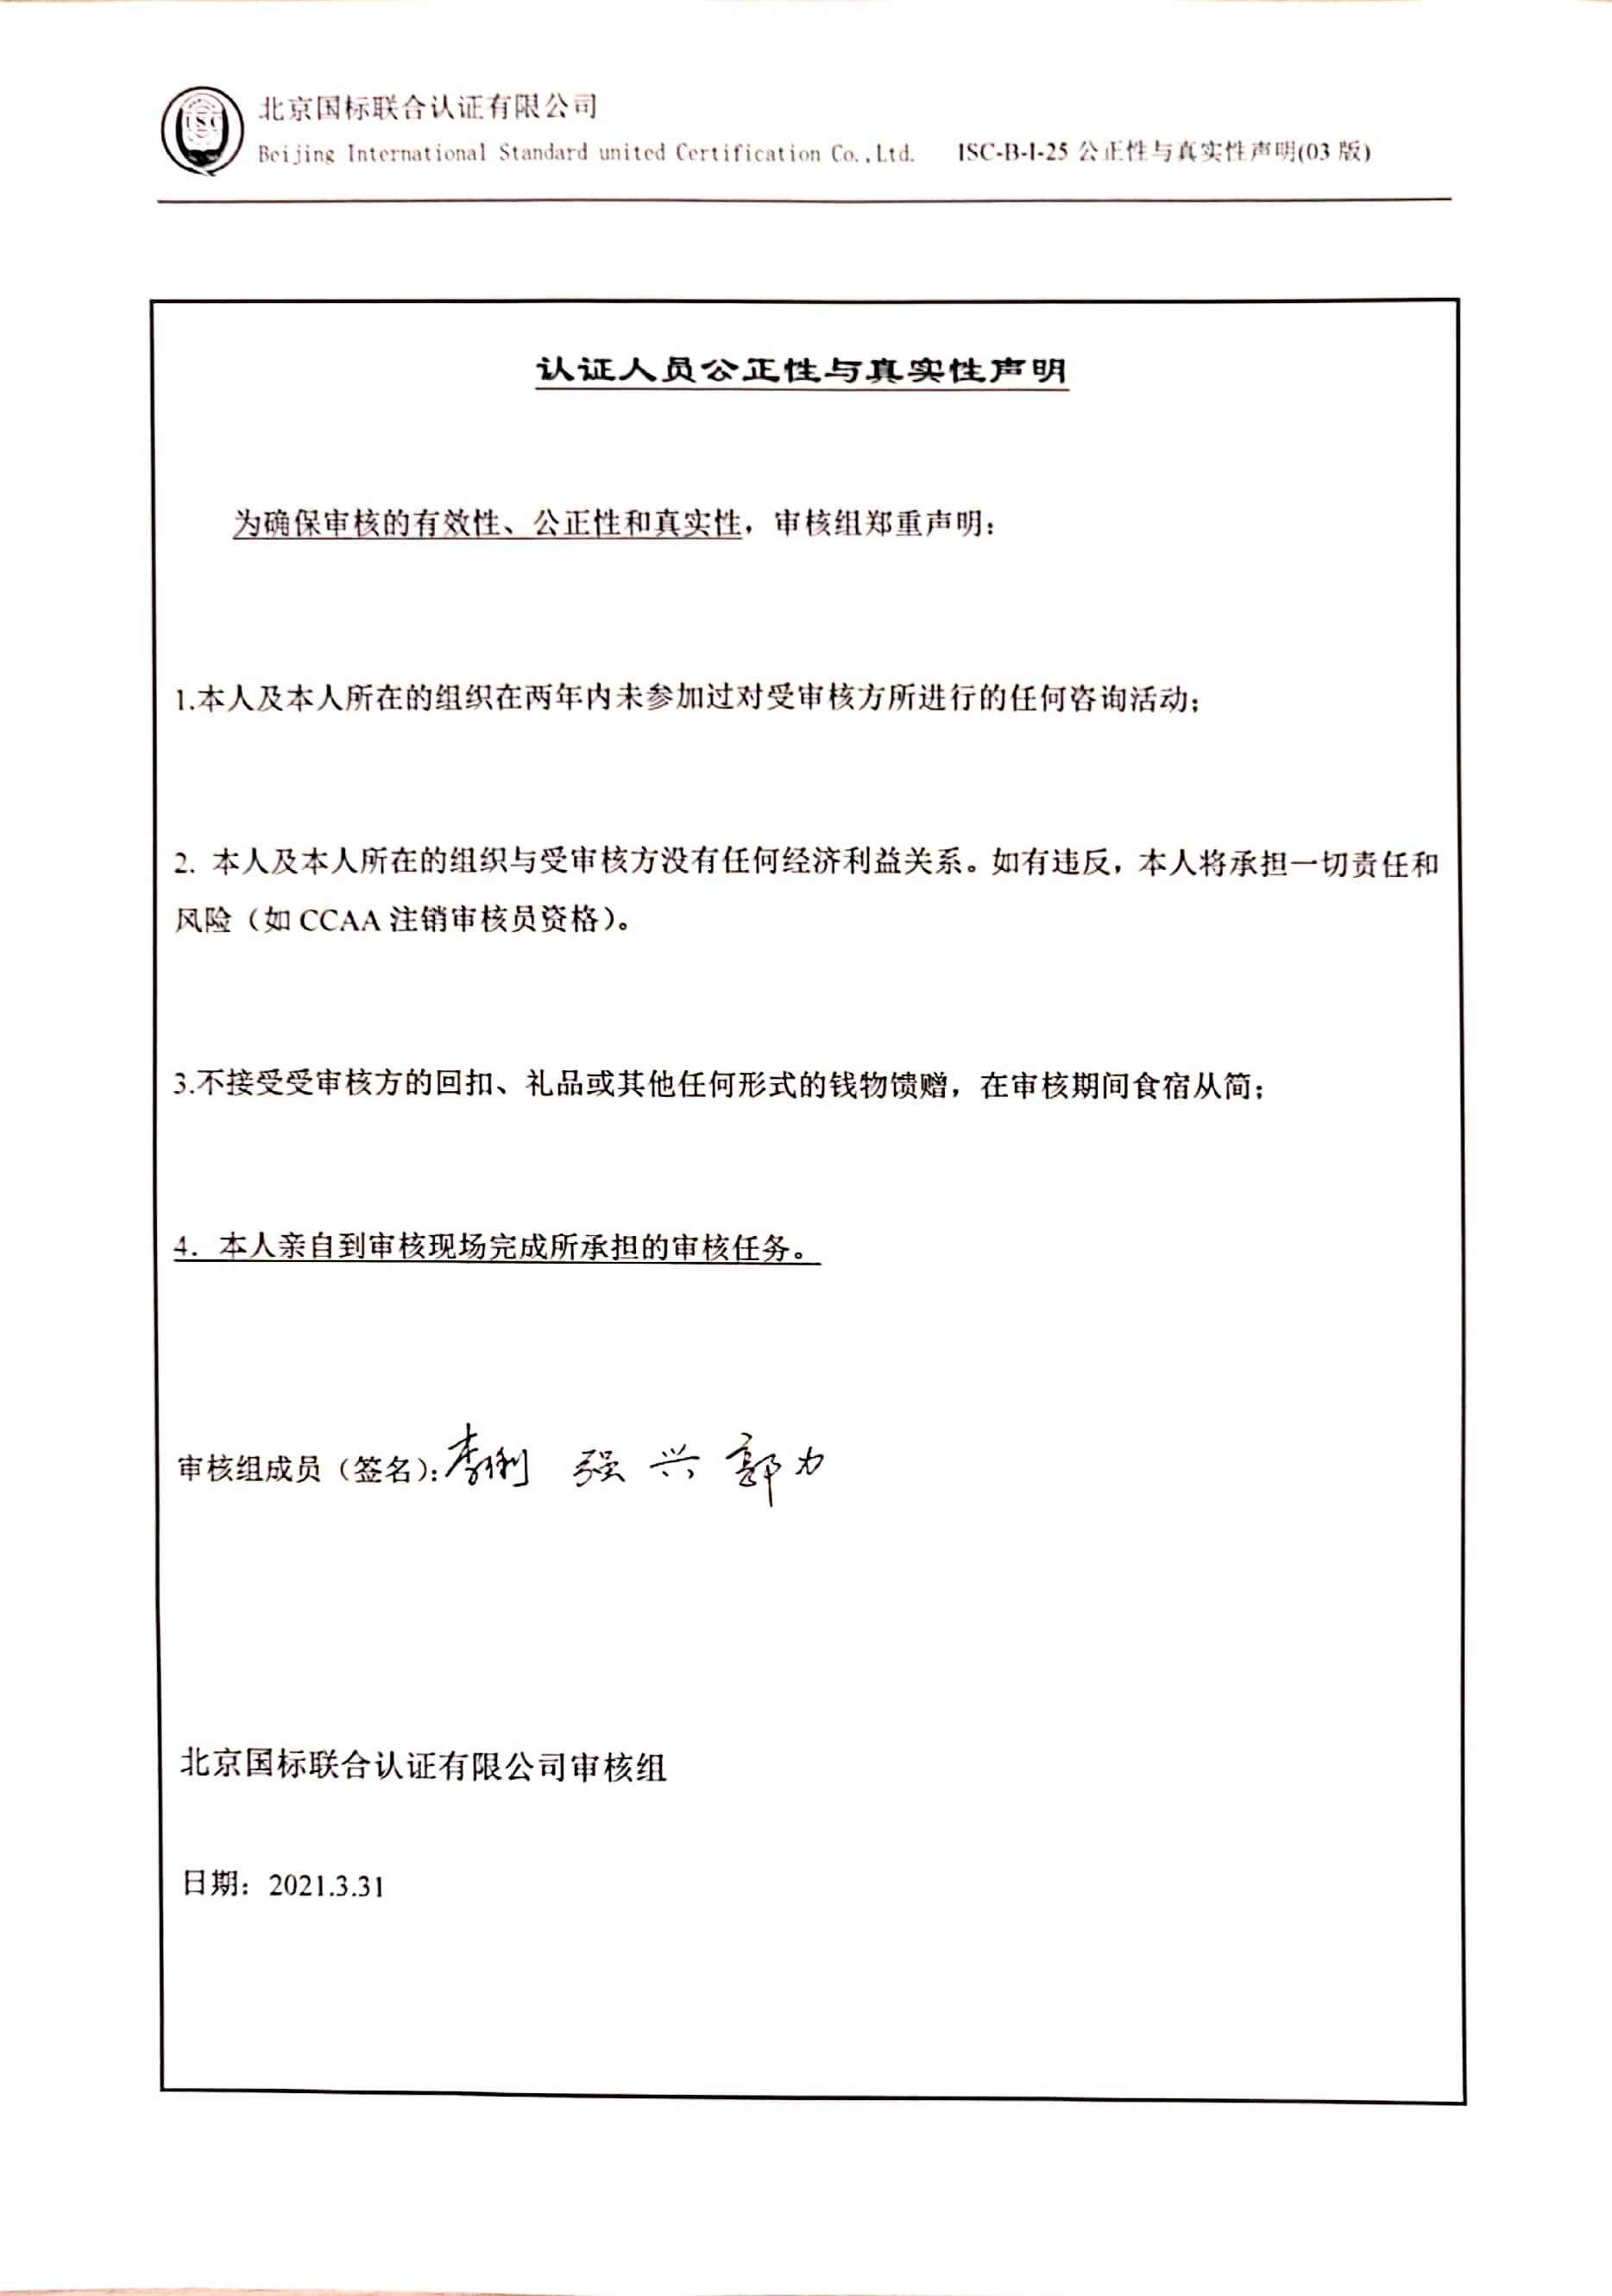 ISC
北京国标联合认证有限公司
Beijing International Standard united Certification Co.,Ltd. ISC-B-I-25 公正性与真实性声明(03 版)
认证人员公正性与真实性声明
为确保审核的有效性、公正性和真实性，审核组郑重声明：
1.本人及本人所在的组织在两年内未参加过对受审核方所进行的任何咨询活动；
2. 本人及本人所在的组织与受审核方没有任何经济利益关系。如有违反，本人将承担一切责任和
风险（如 CCAA 注销审核员资格）。
3.不接受受审核方的回扣、礼品或其他任何形式的钱物馈赠，在审核期间食宿从简；
4. 本人亲自到审核现场完成所承担的审核任务。
审核组成员（签名）：李俐 强 兴 郭力
北京国标联合认证有限公司审核组
日期：2021.3.31